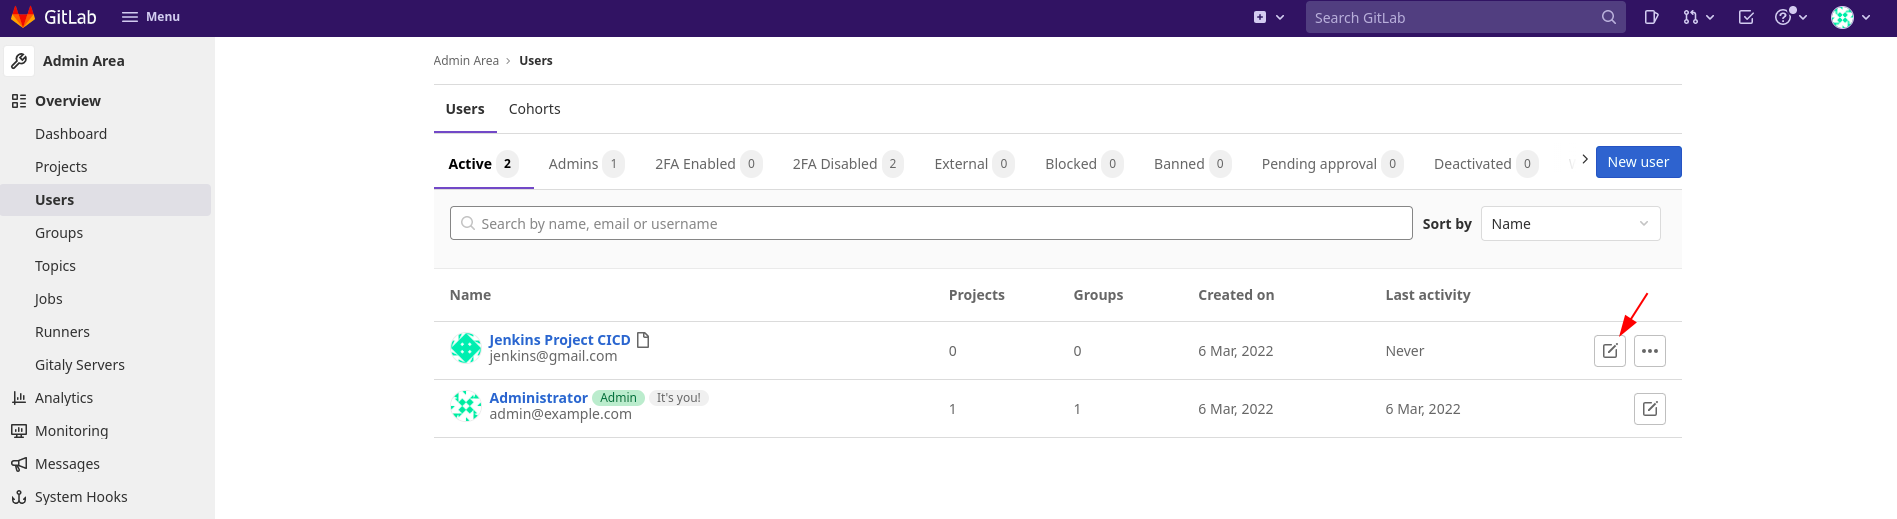 GitLab Menu Search GitLab
Admin Area
Overview
Dashboard
Projects
Users
Groups
Topics
Jobs
Runners
Gitaly Servers
Analytics
Monitoring
Messages
System Hooks
Admin Area › Users
Users Cohorts
Active 2 Admins 1 2FA Enabled 0 2FA Disabled 2 External 0 Blocked 0 Banned 0 Pending approval 0 Deactivated 0 New user
Search by name, email or username Sort by Name
Name Projects Groups Created on Last activity
Jenkins Project CICD
jenkins@gmail.com 0 0 6 Mar, 2022 Never
Administrator Admin It's you!
admin@example.com 1 1 6 Mar, 2022 6 Mar, 2022